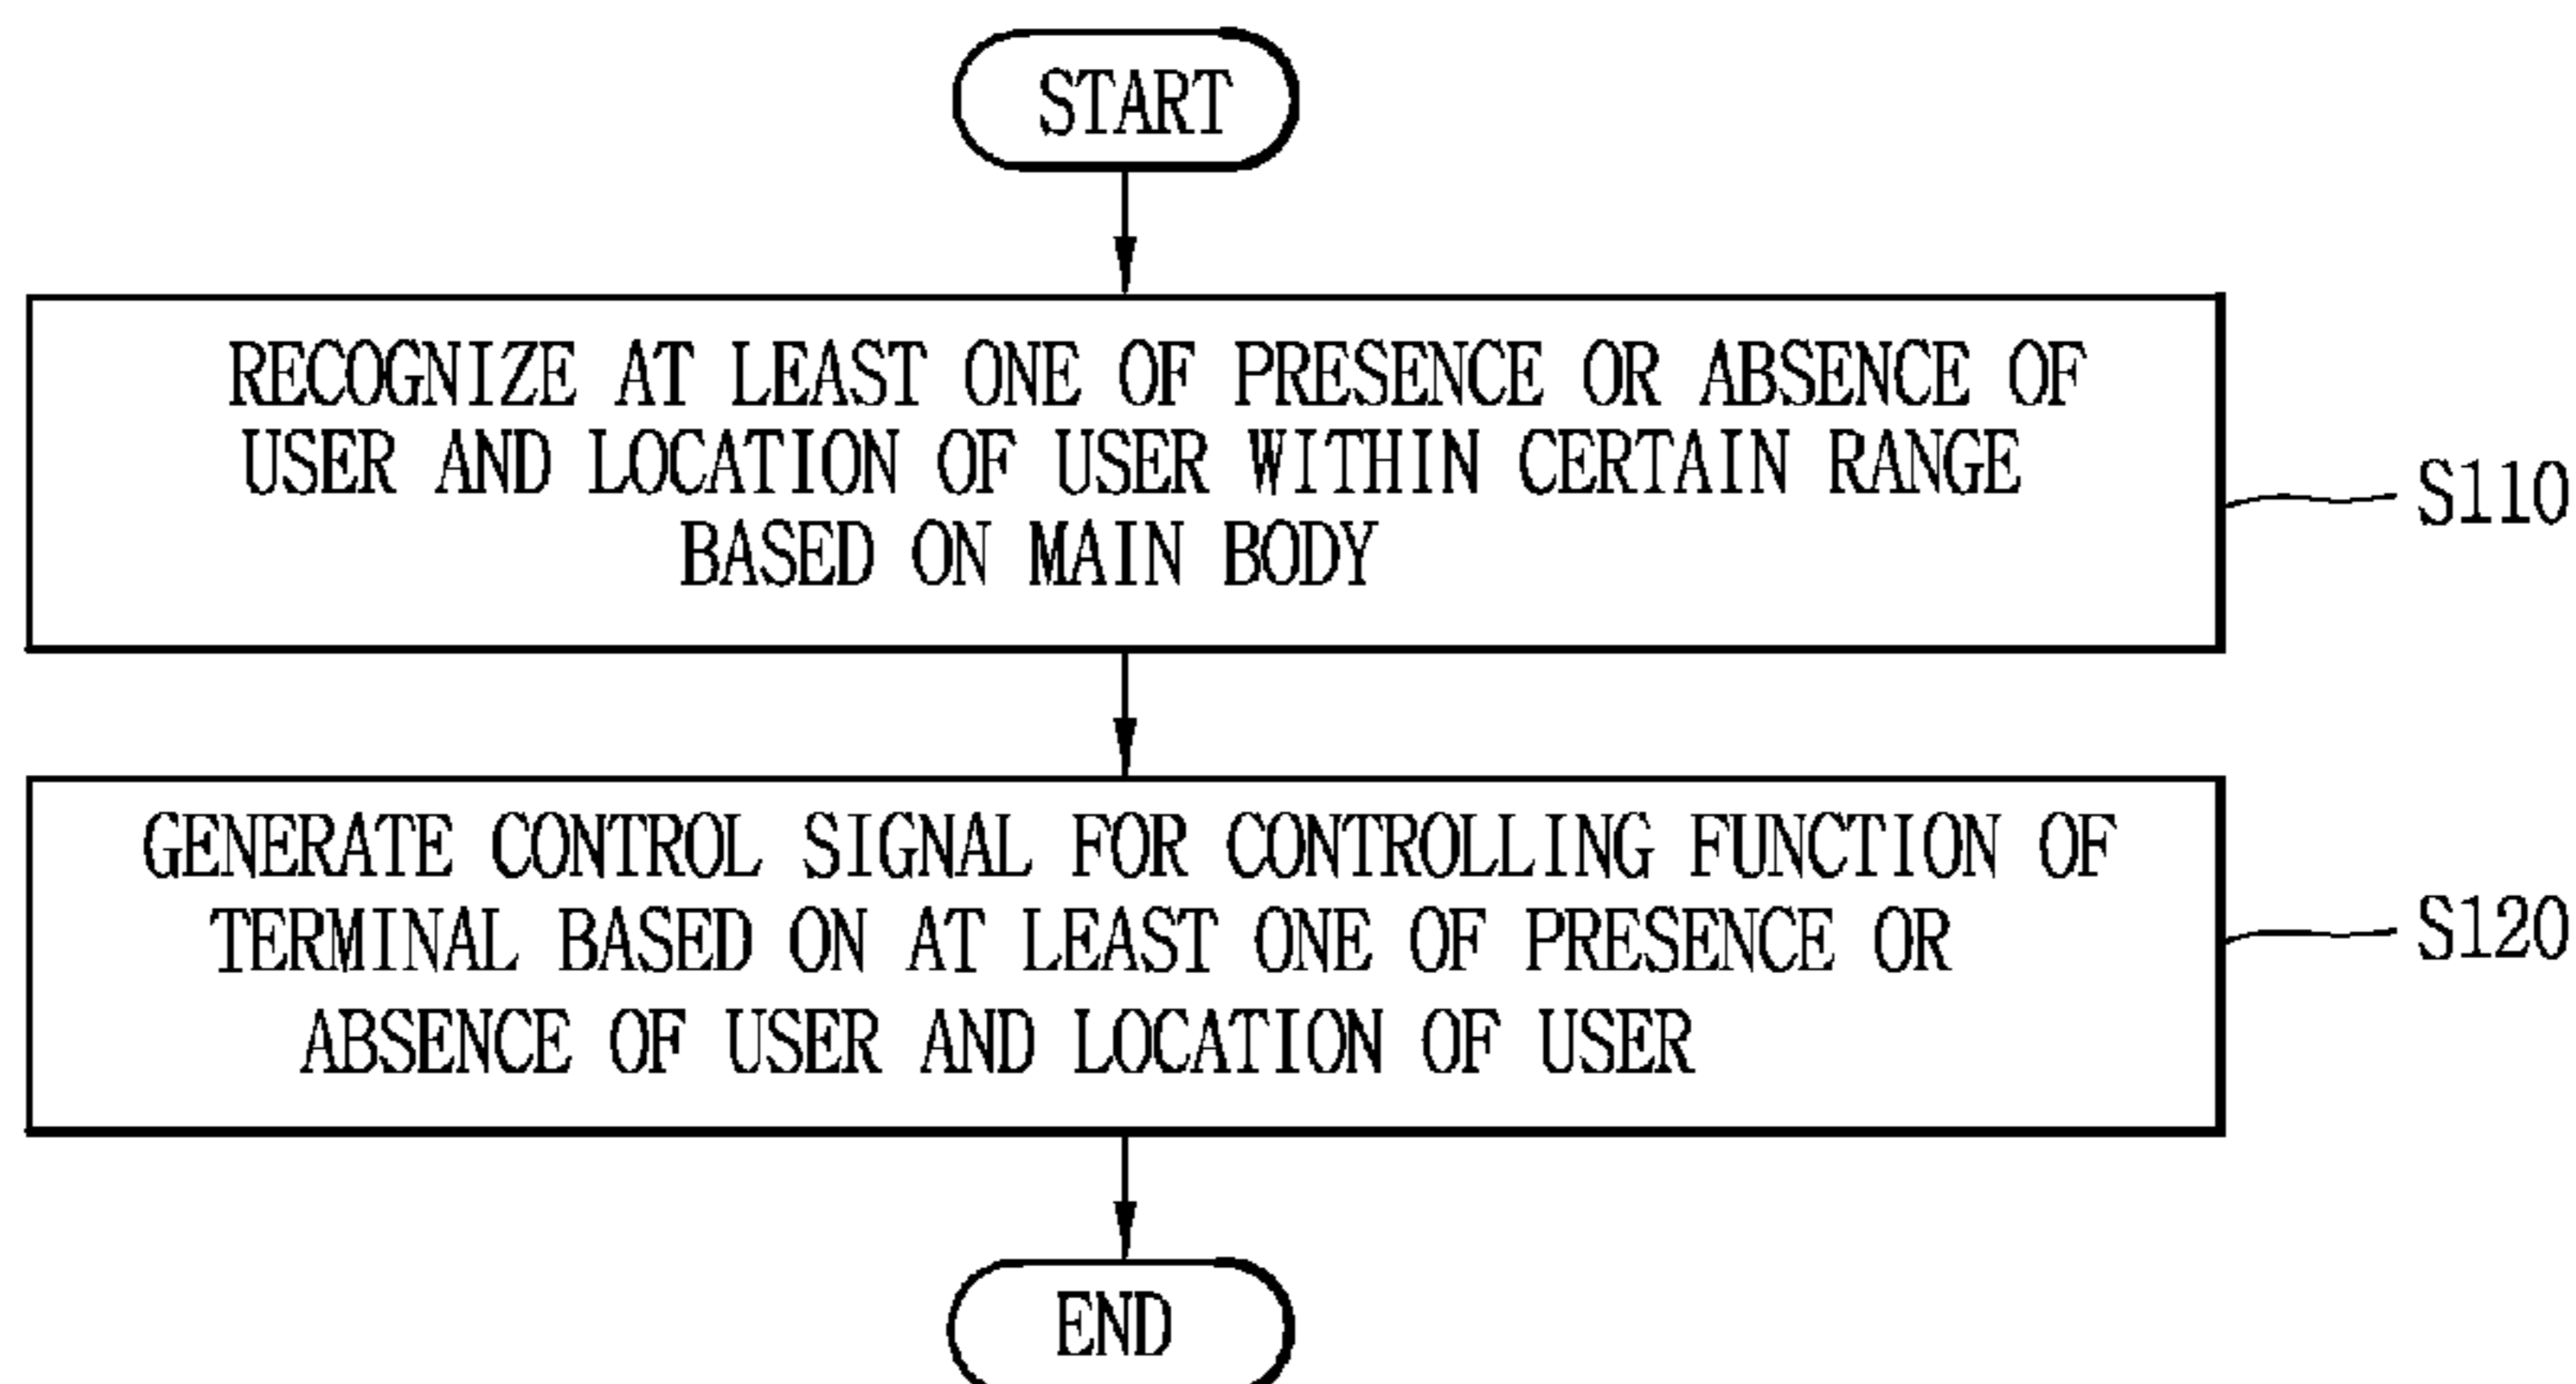 START
RECOGNIZE AT LEAST ONE OF PRESENCE OR ABSENCE OF
USER AND LOCATION OF USER WITHIN CERTAIN RANGE
BASED ON MAIN BODY
S110
GENERATE CONTROL SIGNAL FOR CONTROLLING FUNCTION OF
TERMINAL BASED ON AT LEAST ONE OF PRESENCE OR
ABSENCE OF USER AND LOCATION OF USER
S120
END